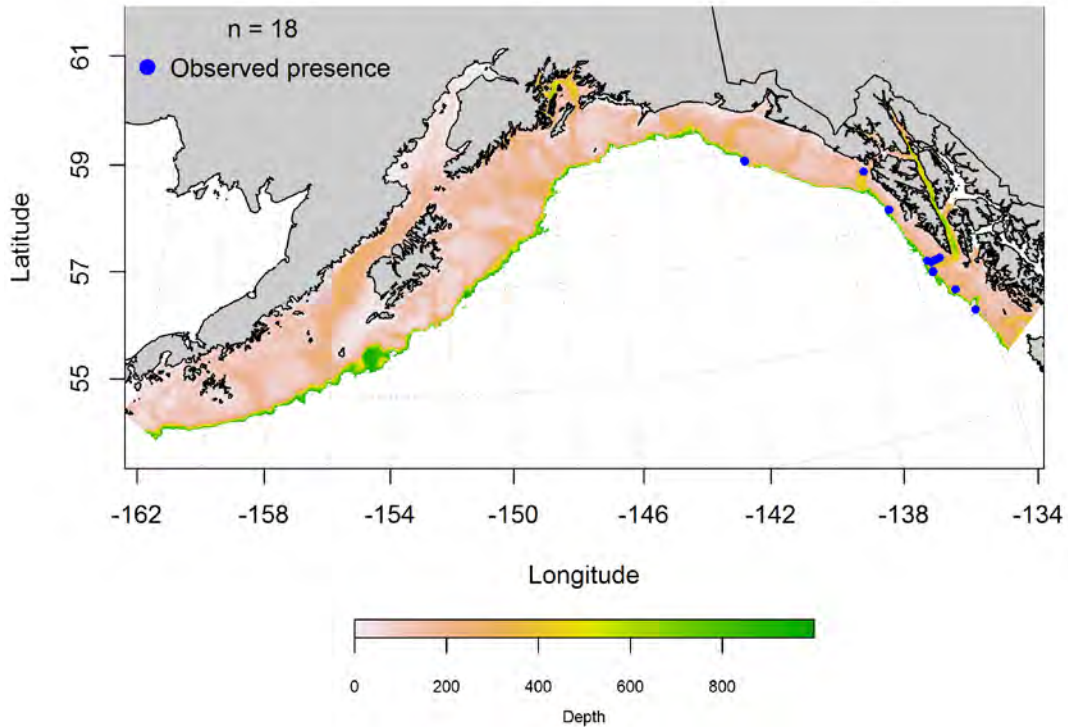 n = 18
Observed presence
61
59
57
55
Latitude
-162 -158 -154 -150 -146 -142 -138 -134
Longitude
0 200 400 600 800
Depth